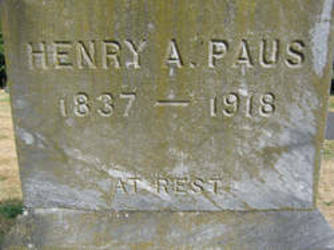 HENRY A. PAUS
1837 — 1918
AT REST